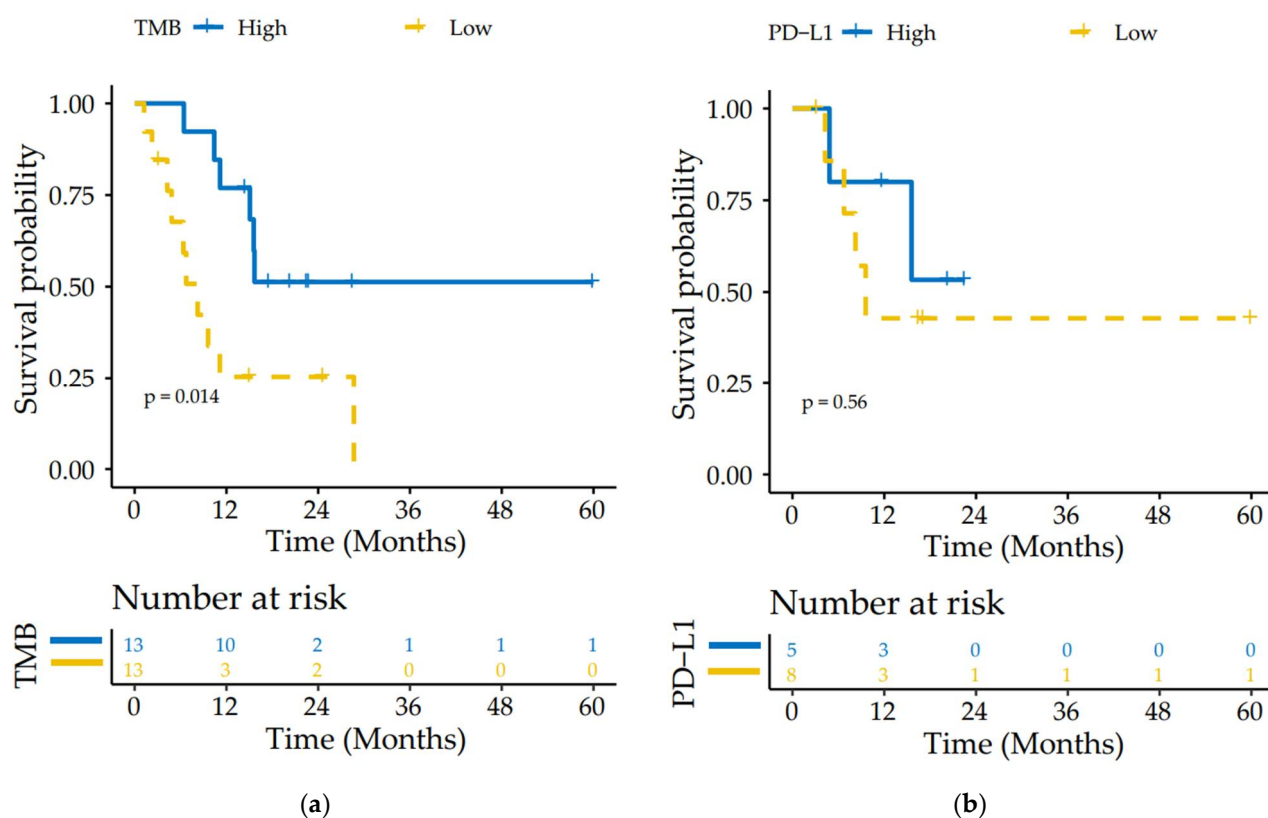 TMB High Low
Survival probability
1.00
0.75
0.50
0.25
0.00
p = 0.014
0 12 24 36 48 60
Time (Months)
Number at risk
TMB
13 10 2 1 1 1
13 3 2 0 0 0
0 12 24 36 48 60
Time (Months)
(a)
PD-L1 High Low
Survival probability
1.00
0.75
0.50
0.25
0.00
p = 0.56
0 12 24 36 48 60
Time (Months)
Number at risk
PD-L1
5 3 0 0 0 0
8 3 1 1 1 1
0 12 24 36 48 60
Time (Months)
(b)